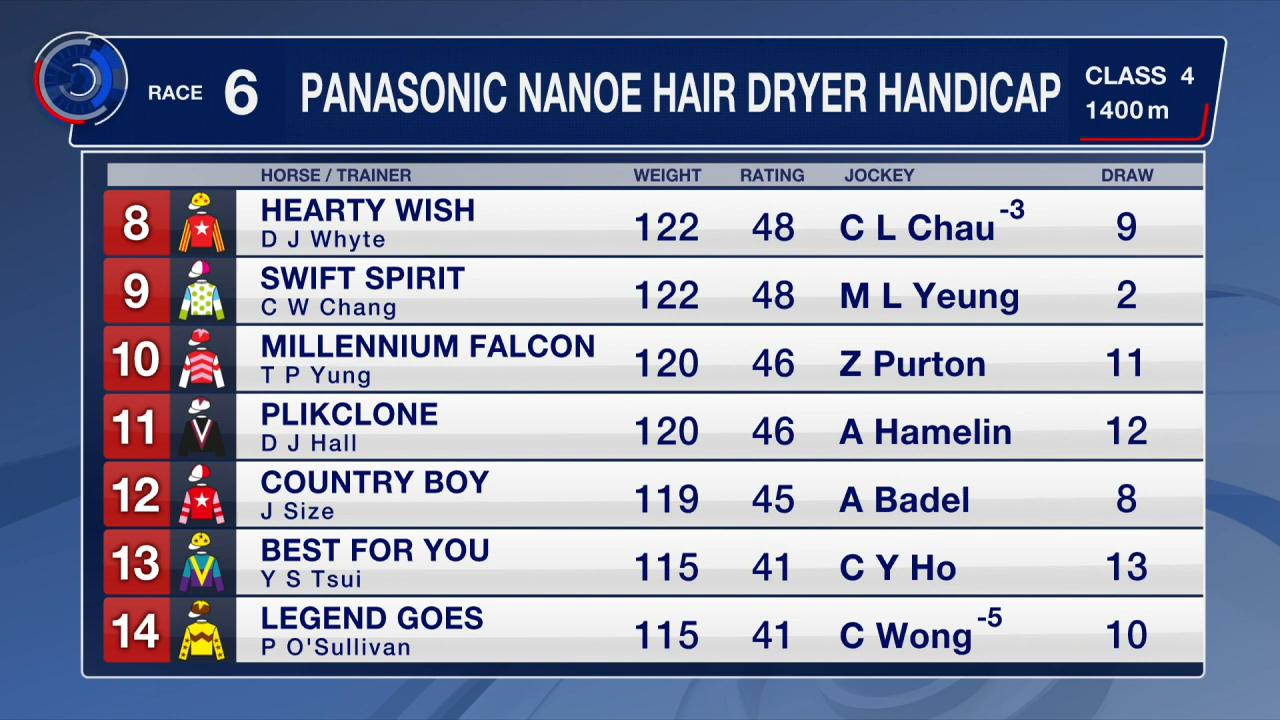 RACE 6 PANASONIC NANOE HAIR DRYER HANDICAP CLASS 4
1400m
HORSE / TRAINER WEIGHT RATING JOCKEY DRAW
8 HEARTY WISH 122 48 C L Chau -3 9
D J Whyte
9 SWIFT SPIRIT 122 48 M L Yeung 2
C W Chang
10 MILLENNIUM FALCON 120 46 Z Purton 11
T P Yung
11 PLIKCLONE 120 46 A Hamelin 12
D J Hall
12 COUNTRY BOY 119 45 A Badel 8
J Size
13 BEST FOR YOU 115 41 C Y Ho 13
Y S Tsui
14 LEGEND GOES 115 41 C Wong -5 10
P O'Sullivan